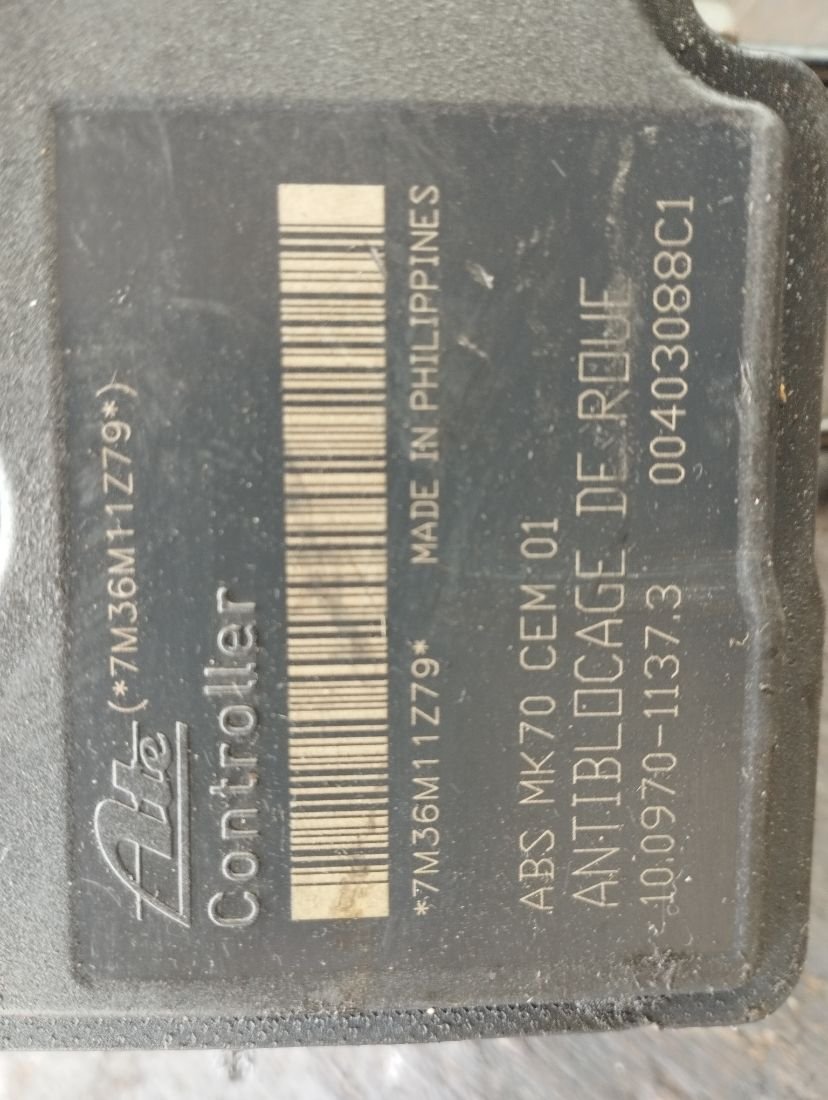 Ate (*7M36M11Z79*)
Controller
*7M36M11Z79* MADE IN PHILIPPINES
ABS MK70 CEM 01
ANTIBLOCAGE DE ROUE
10.0970-1137.3 00403088C1